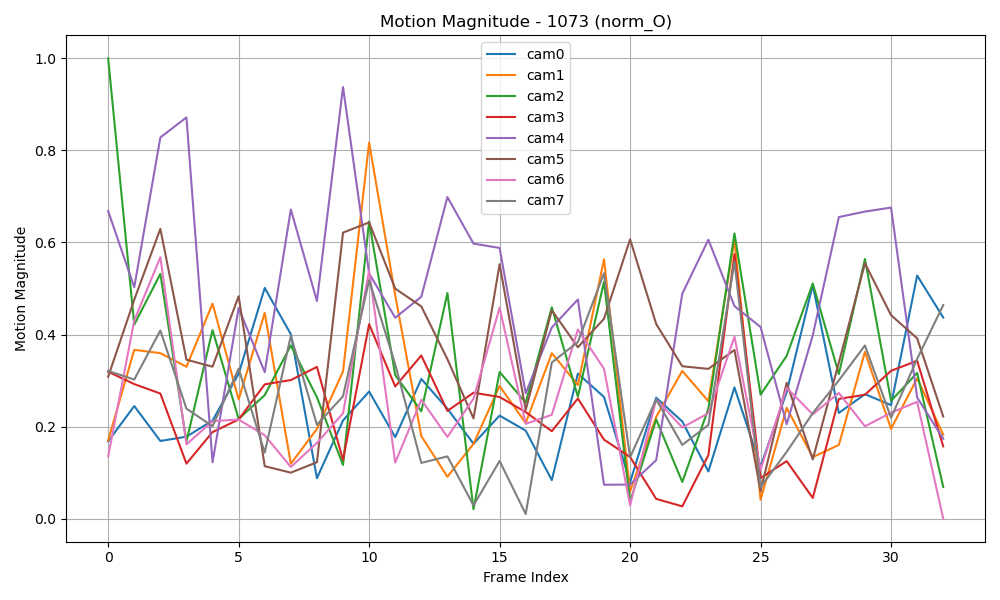 Motion Magnitude - 1073 (norm_O)
cam0
cam1
cam2
cam3
cam4
cam5
cam6
cam7
Motion Magnitude
1.0
0.8
0.6
0.4
0.2
0.0
0 5 10 15 20 25 30
Frame Index